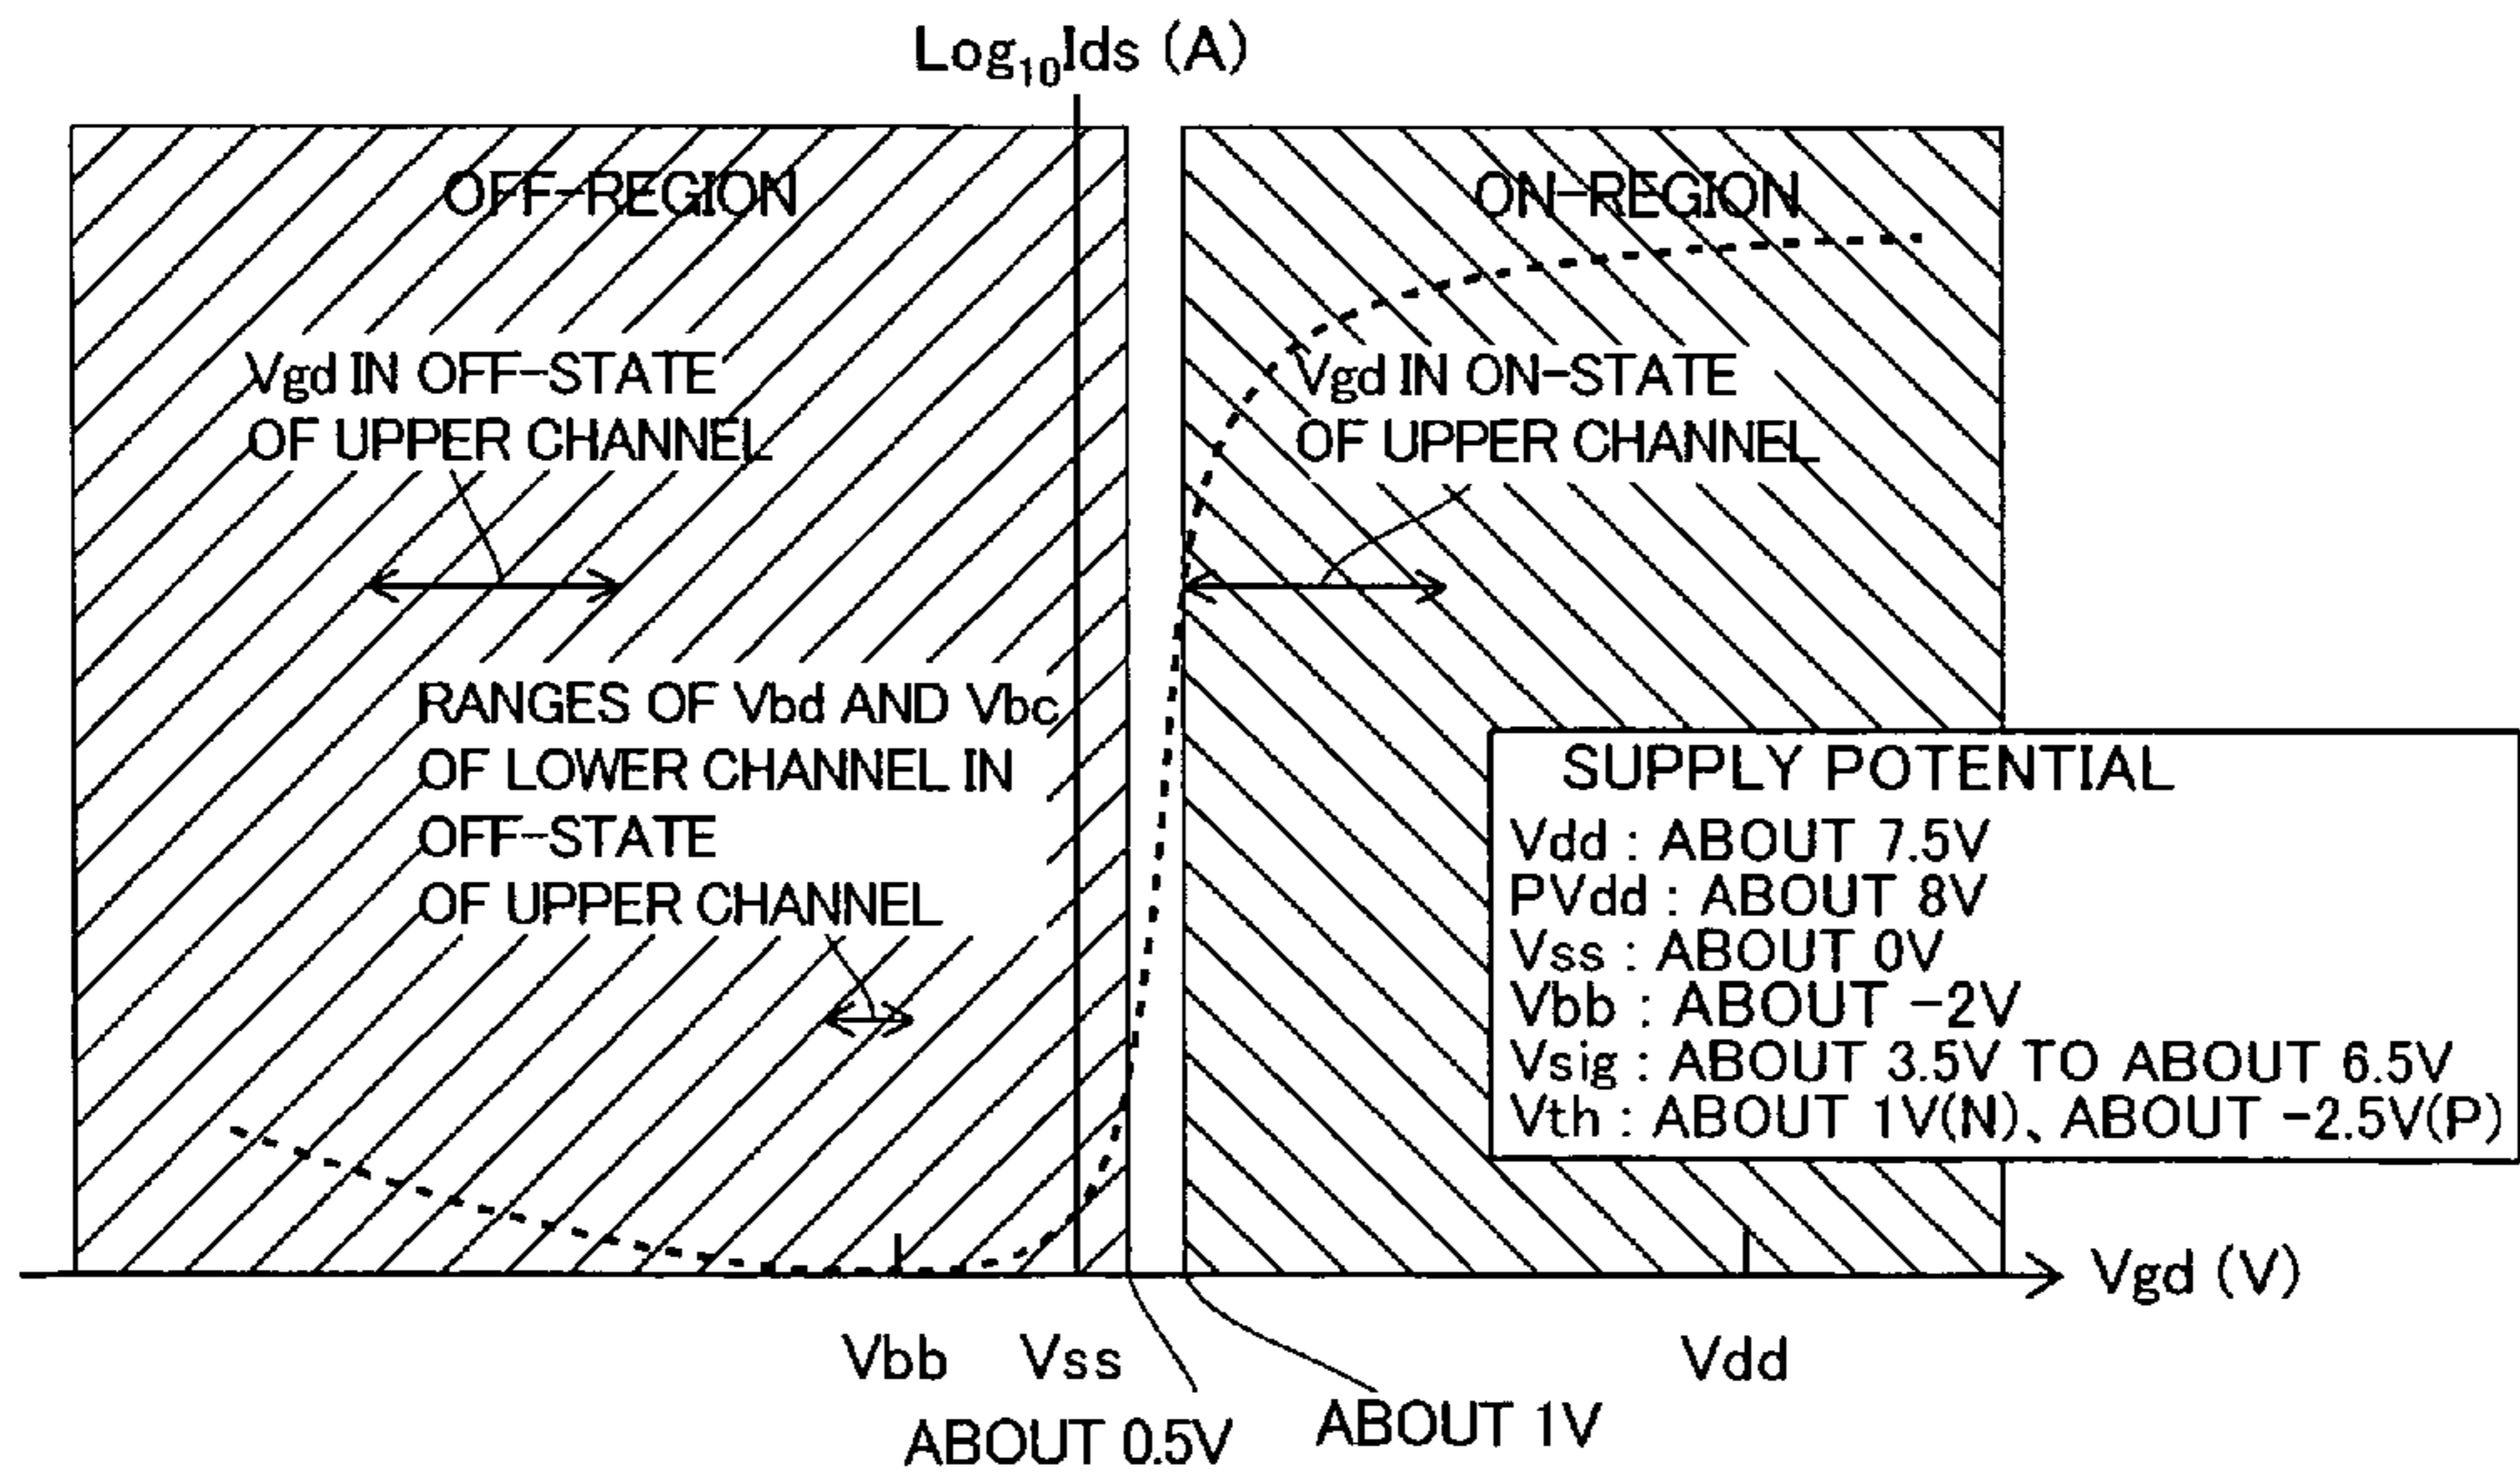 Log₁₀Ids (A)
OFF-REGION
ON-REGION
Vgd IN OFF-STATE
OF UPPER CHANNEL
Vgd IN ON-STATE
OF UPPER CHANNEL
RANGES OF Vbd AND Vbc
OF LOWER CHANNEL IN
OFF-STATE
OF UPPER CHANNEL
SUPPLY POTENTIAL
Vdd : ABOUT 7.5V
PVdd : ABOUT 8V
Vss : ABOUT 0V
Vbb : ABOUT -2V
Vsig : ABOUT 3.5V TO ABOUT 6.5V
Vth : ABOUT 1V(N)、ABOUT -2.5V(P)
Vgd (V)
Vbb Vss Vdd
ABOUT 0.5V
ABOUT 1V